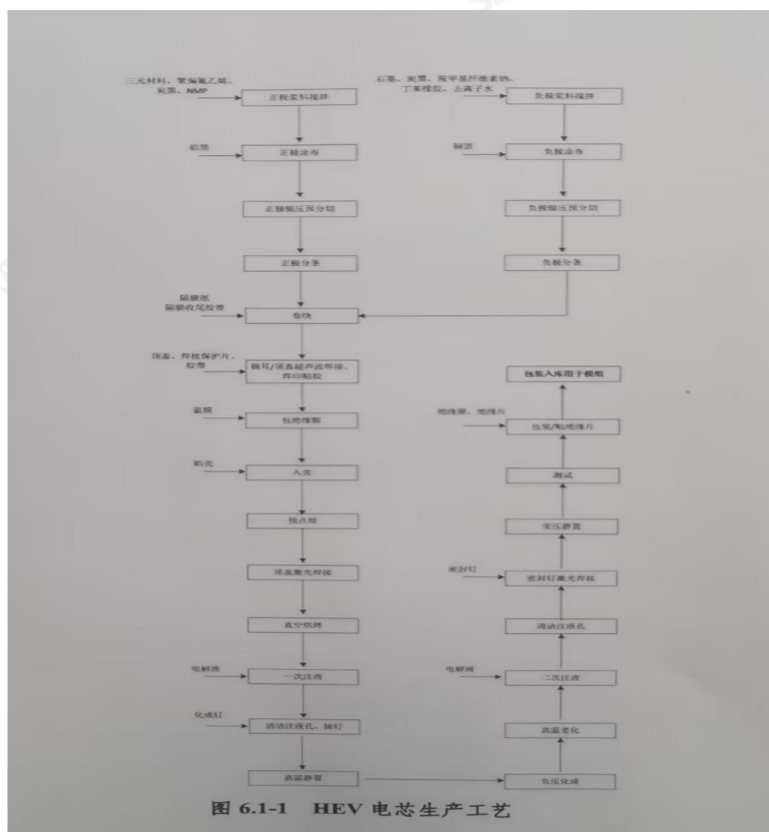 三元材料、聚偏氟乙烯、
炭黑、NMP
正极浆料搅拌
铝箔
正极涂布
正极辊压预分切
正极分条
石墨、炭黑、羧甲基纤维素钠、
丁苯橡胶、去离子水
负极浆料搅拌
铜箔
负极涂布
负极辊压预分切
负极分条
隔膜纸
隔膜收尾胶带
卷绕
顶盖、焊接保护片、
胶带
极耳/顶盖超声波焊接、
焊印贴胶
蓝膜
包绝缘膜
铝壳
入壳
预点焊
顶盖激光焊接
真空烘烤
电解液
一次注液
化成钉
清洁注液孔、插钉
高温静置
负压化成
高温老化
电解液
二次注液
清洁注液孔
密封钉
密封钉激光焊接
常压静置
测试
绝缘膜、绝缘片
包装/贴绝缘片
包装入库用于模组
图 6.1-1 HEV 电芯生产工艺